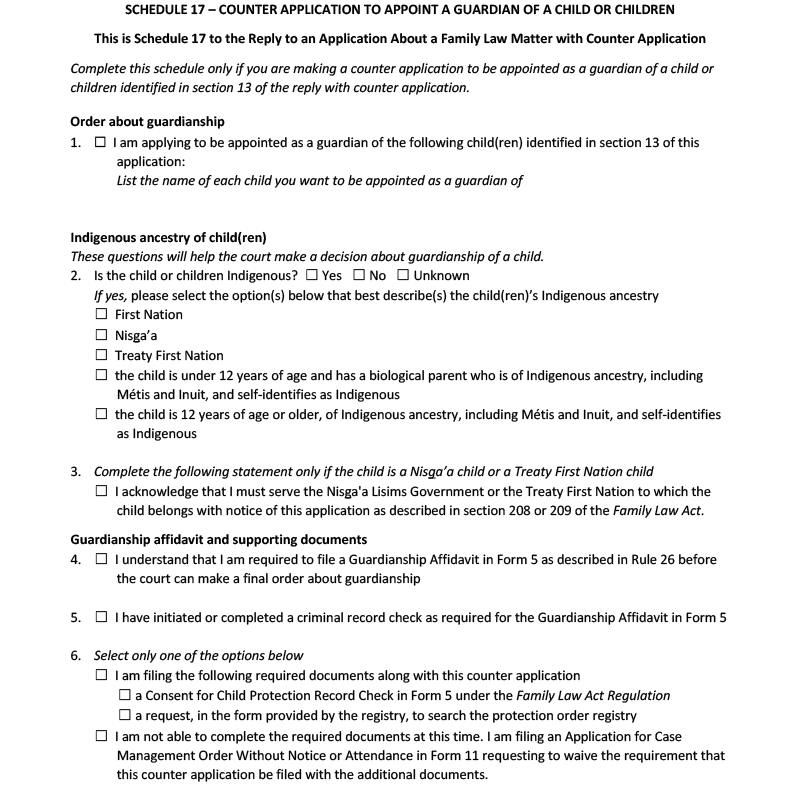 SCHEDULE 17 – COUNTER APPLICATION TO APPOINT A GUARDIAN OF A CHILD OR CHILDREN
This is Schedule 17 to the Reply to an Application About a Family Law Matter with Counter Application
Complete this schedule only if you are making a counter application to be appointed as a guardian of a child or
children identified in section 13 of the reply with counter application.
Order about guardianship
1. ☐ I am applying to be appointed as a guardian of the following child(ren) identified in section 13 of this
application:
List the name of each child you want to be appointed as a guardian of
Indigenous ancestry of child(ren)
These questions will help the court make a decision about guardianship of a child.
2. Is the child or children Indigenous? ☐ Yes ☐ No ☐ Unknown
If yes, please select the option(s) below that best describe(s) the child(ren)'s Indigenous ancestry
☐ First Nation
☐ Nisga'a
☐ Treaty First Nation
☐ the child is under 12 years of age and has a biological parent who is of Indigenous ancestry, including
Métis and Inuit, and self-identifies as Indigenous
☐ the child is 12 years of age or older, of Indigenous ancestry, including Métis and Inuit, and self-identifies
as Indigenous
3. Complete the following statement only if the child is a Nisga'a child or a Treaty First Nation child
☐ I acknowledge that I must serve the Nisga'a Lisims Government or the Treaty First Nation to which the
child belongs with notice of this application as described in section 208 or 209 of the Family Law Act.
Guardianship affidavit and supporting documents
4. ☐ I understand that I am required to file a Guardianship Affidavit in Form 5 as described in Rule 26 before
the court can make a final order about guardianship
5. ☐ I have initiated or completed a criminal record check as required for the Guardianship Affidavit in Form 5
6. Select only one of the options below
☐ I am filing the following required documents along with this counter application
☐ a Consent for Child Protection Record Check in Form 5 under the Family Law Act Regulation
☐ a request, in the form provided by the registry, to search the protection order registry
☐ I am not able to complete the required documents at this time. I am filing an Application for Case
Management Order Without Notice or Attendance in Form 11 requesting to waive the requirement that
this counter application be filed with the additional documents.